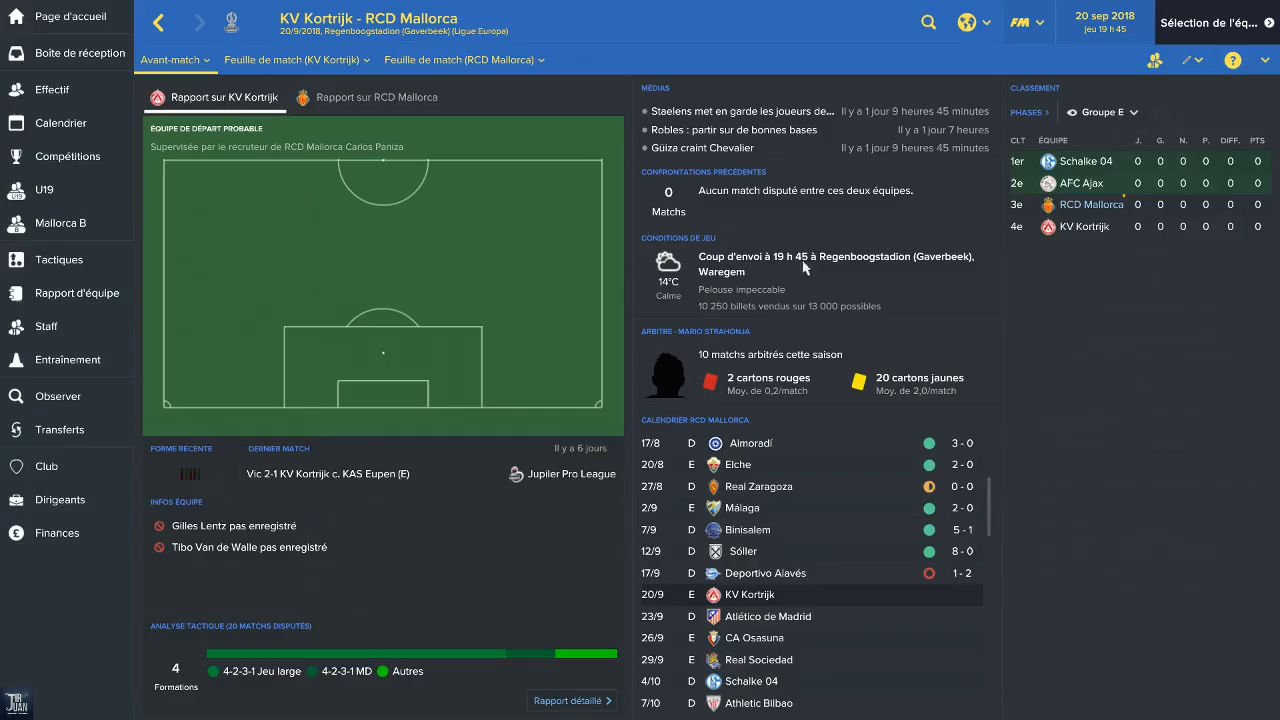 Page d'accueil
Boîte de réception
Effectif
Calendrier
Compétitions
U19
Mallorca B
Tactiques
Rapport d'équipe
Staff
Entraînement
Observer
Transferts
Club
Dirigeants
Finances
KV Kortrijk - RCD Mallorca
20/9/2018, Regenboogstadion (Gaverbeek) (Ligue Europa)
FM
20 sep 2018
jeu 19 h 45
Sélection de l'éq...
Avant-match
Feuille de match (KV Kortrijk)
Feuille de match (RCD Mallorca)
Rapport sur KV Kortrijk
Rapport sur RCD Mallorca
ÉQUIPE DE DÉPART PROBABLE
Supervisée par le recruteur de RCD Mallorca Carlos Paniza
FORME RÉCENTE
DERNIER MATCH
Il y a 6 jours
Vic 2-1 KV Kortrijk c. KAS Eupen (E)
Jupiler Pro League
INFOS ÉQUIPE
Gilles Lentz pas enregistré
Tibo Van de Walle pas enregistré
ANALYSE TACTIQUE (20 MATCHS DISPUTÉS)
4
Formations
4-2-3-1 Jeu large
4-2-3-1 MD
Autres
Rapport détaillé
MÉDIAS
Staelens met en garde les joueurs de... Il y a 1 jour 9 heures 45 minutes
Robles : partir sur de bonnes bases Il y a 1 jour 7 heures
Güiza craint Chevalier Il y a 1 jour 9 heures 45 minutes
CONFRONTATIONS PRÉCÉDENTES
0
Matchs
Aucun match disputé entre ces deux équipes.
CONDITIONS DE JEU
14°C
Calme
Coup d'envoi à 19 h 45 à Regenboogstadion (Gaverbeek),
Waregem
Pelouse impeccable
10 250 billets vendus sur 13 000 possibles
ARBITRE - MARIO STRAHONJA
10 matchs arbitrés cette saison
2 cartons rouges
Moy. de 0,2/match
20 cartons jaunes
Moy. de 2,0/match
CALENDRIER RCD MALLORCA
17/8 D Almoradí 3 - 0
20/8 E Elche 2 - 0
27/8 D Real Zaragoza 0 - 0
2/9 E Málaga 2 - 0
7/9 D Binisalem 5 - 1
12/9 D Sóller 8 - 0
17/9 D Deportivo Alavés 1 - 2
20/9 E KV Kortrijk
23/9 D Atlético de Madrid
26/9 E CA Osasuna
29/9 E Real Sociedad
4/10 D Schalke 04
7/10 D Athletic Bilbao
CLASSEMENT
PHASES > Groupe E
CLT ÉQUIPE J. G. N. P. DIFF. PTS
1er Schalke 04 0 0 0 0 0 0
2e AFC Ajax 0 0 0 0 0 0
3e RCD Mallorca 0 0 0 0 0 0
4e KV Kortrijk 0 0 0 0 0 0